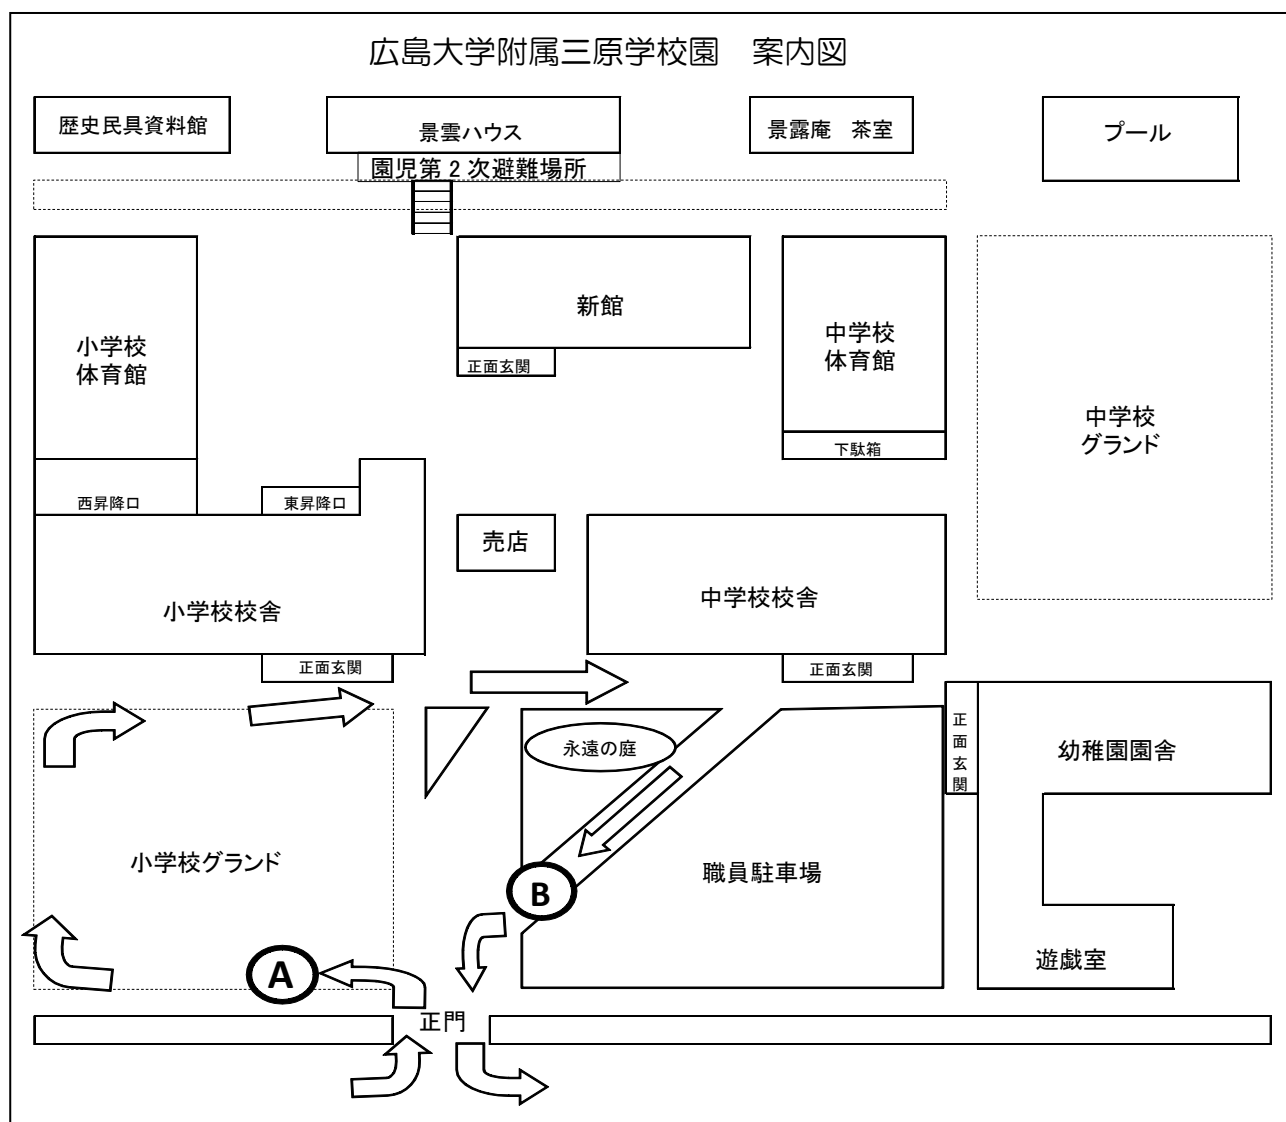 広島大学附属三原学校園　案内図
歴史民具資料館
景雲ハウス
景露庵　茶室
プール
園児第２次避難場所
新館
正面玄関
小学校
体育館
中学校
体育館
下駄箱
中学校
グランド
西昇降口
東昇降口
売店
小学校校舎
中学校校舎
正面玄関
正面玄関
永遠の庭
正面玄関
幼稚園園舎
小学校グランド
職員駐車場
B
A
遊戯室
正門